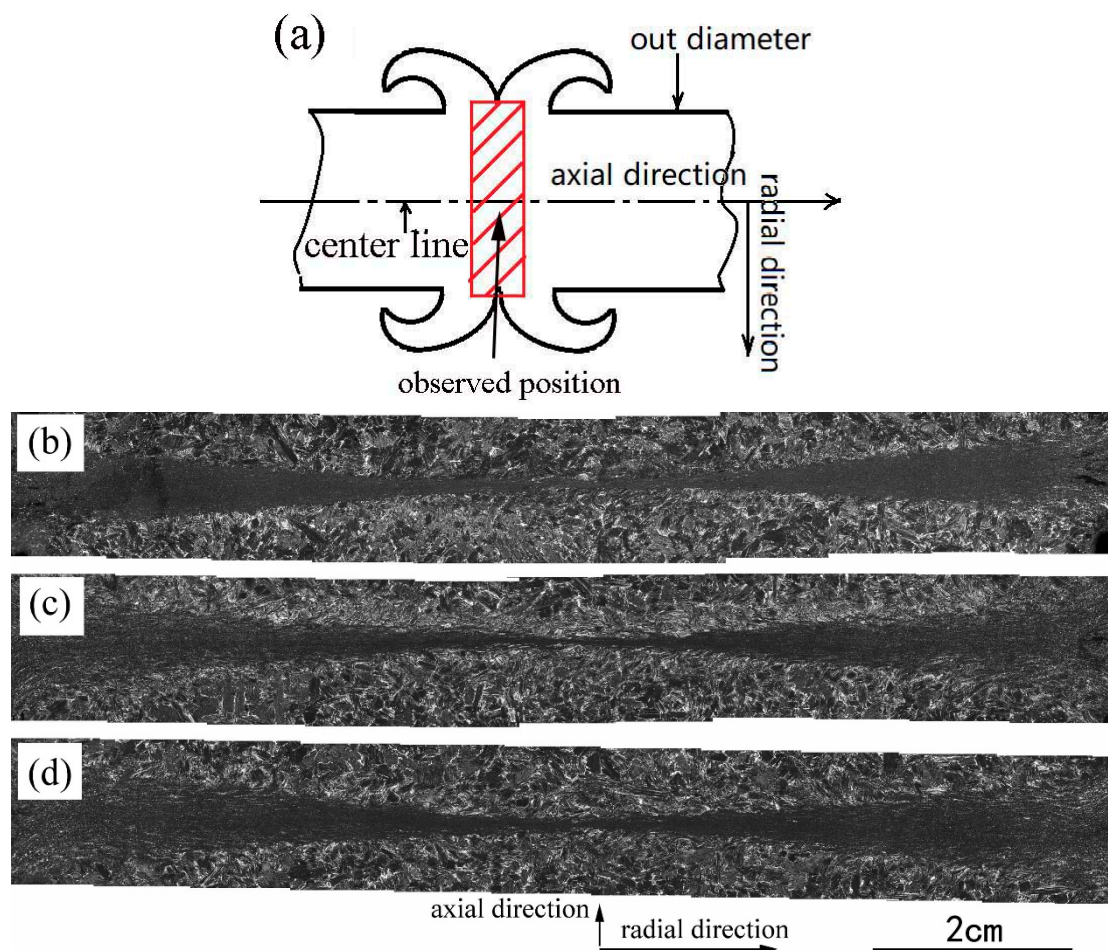 (a)
out diameter
axial direction
radial direction
center line
observed position
(b)
(c)
(d)
axial direction
radial direction
2cm